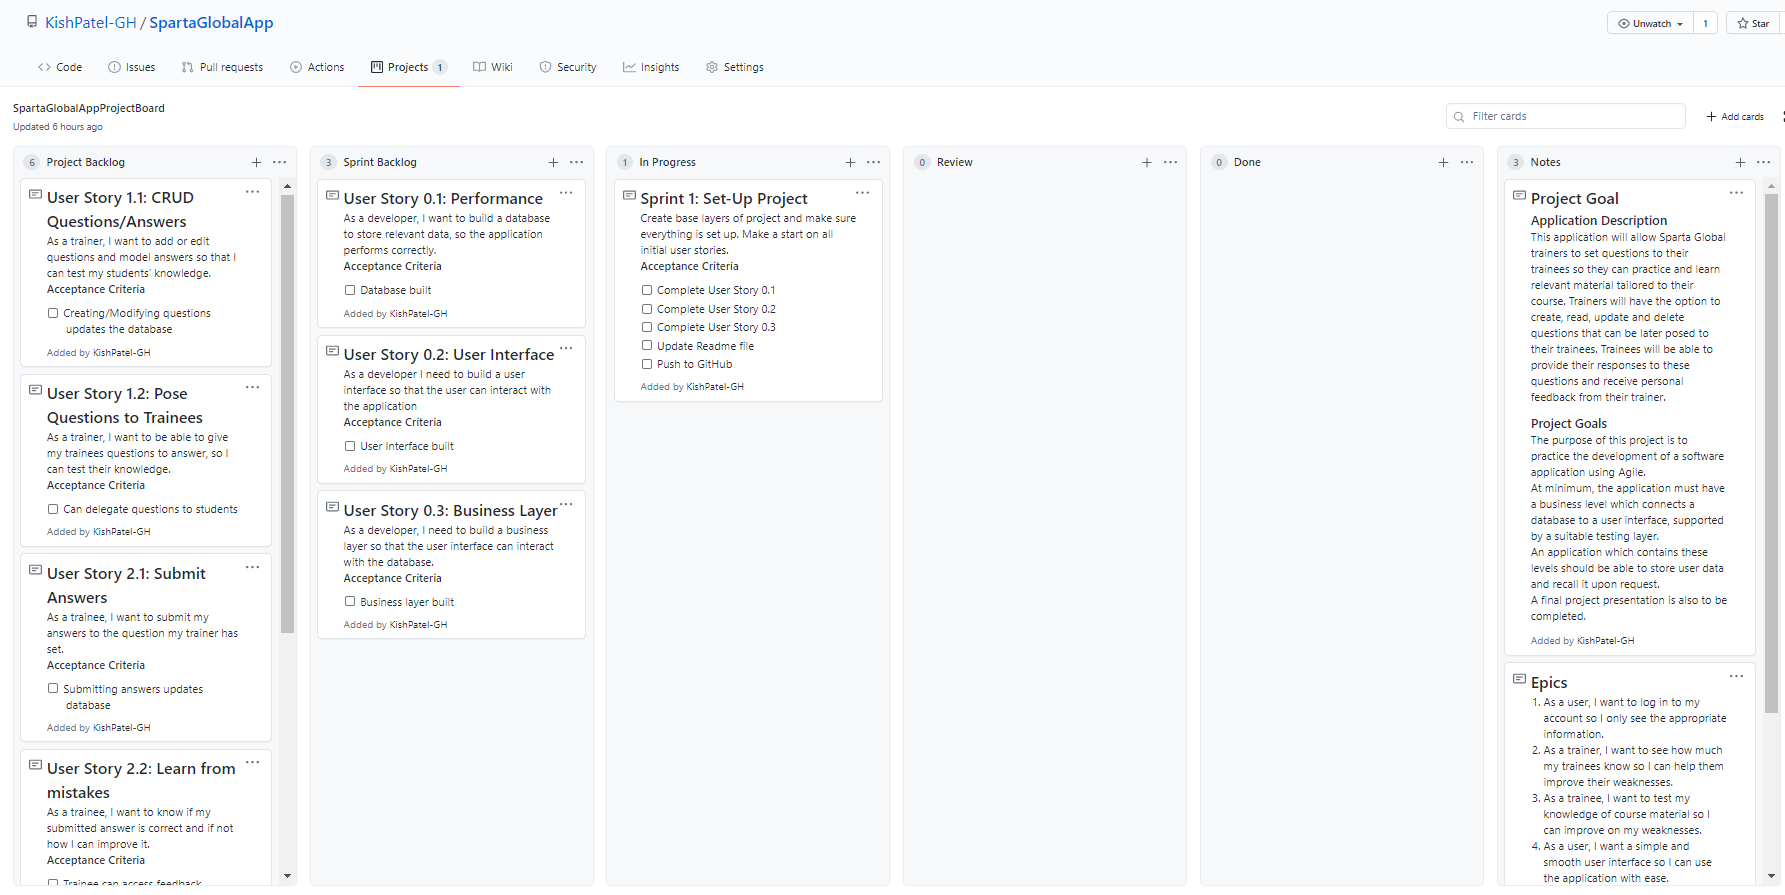 KishPatel-GH / SpartaGlobalApp
Unwatch
1
Star
Code
Issues
Pull requests
Actions
Projects 1
Wiki
Security
Insights
Settings
SpartaGlobalAppProjectBoard
Updated 6 hours ago
Filter cards
Add cards
6 Project Backlog
User Story 1.1: CRUD
Questions/Answers
As a trainer, I want to add or edit
questions and model answers so that I
can test my students' knowledge.
Acceptance Criteria
Creating/Modifying questions
updates the database
Added by KishPatel-GH
User Story 1.2: Pose
Questions to Trainees
As a trainer, I want to be able to give
my trainees questions to answer, so I
can test their knowledge.
Acceptance Criteria
Can delegate questions to students
Added by KishPatel-GH
User Story 2.1: Submit
Answers
As a trainee, I want to submit my
answers to the question my trainer has
set.
Acceptance Criteria
Submitting answers updates
database
Added by KishPatel-GH
User Story 2.2: Learn from
mistakes
As a trainee, I want to know if my
submitted answer is correct and if not
how I can improve it.
Acceptance Criteria
Trainee can access feedback
3 Sprint Backlog
User Story 0.1: Performance
As a developer, I want to build a database
to store relevant data, so the application
performs correctly.
Acceptance Criteria
Database built
Added by KishPatel-GH
User Story 0.2: User Interface
As a developer I need to build a user
interface so that the user can interact with
the application
Acceptance Criteria
User Interface built
Added by KishPatel-GH
User Story 0.3: Business Layer
As a developer, I need to build a business
layer so that the user interface can interact
with the database.
Acceptance Criteria
Business layer built
Added by KishPatel-GH
1 In Progress
Sprint 1: Set-Up Project
Create base layers of project and make sure
everything is set up. Make a start on all
initial user stories.
Acceptance Criteria
Complete User Story 0.1
Complete User Story 0.2
Complete User Story 0.3
Update Readme file
Push to GitHub
Added by KishPatel-GH
0 Review
0 Done
3 Notes
Project Goal
Application Description
This application will allow Sparta Global
trainers to set questions to their
trainees so they can practice and learn
relevant material tailored to their
course. Trainers will have the option to
create, read, update and delete
questions that can be later posed to
their trainees. Trainees will be able to
provide their responses to these
questions and receive personal
feedback from their trainer.
Project Goals
The purpose of this project is to
practice the development of a software
application using Agile.
At minimum, the application must have
a business level which connects a
database to a user interface, supported
by a suitable testing layer.
An application which contains these
levels should be able to store user data
and recall it upon request.
A final project presentation is also to be
completed.
Added by KishPatel-GH
Epics
1. As a user, I want to log in to my
account so I only see the appropriate
information.
2. As a trainer, I want to see how much
my trainees know so I can help them
improve their weaknesses.
3. As a trainee, I want to test my
knowledge of course material so I
can improve on my weaknesses.
4. As a user, I want a simple and
smooth user interface so I can use
the application with ease.